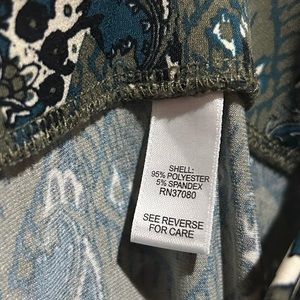 SHELL:
95% POLYESTER
5% SPANDEX
RN37080
SEE REVERSE
FOR CARE